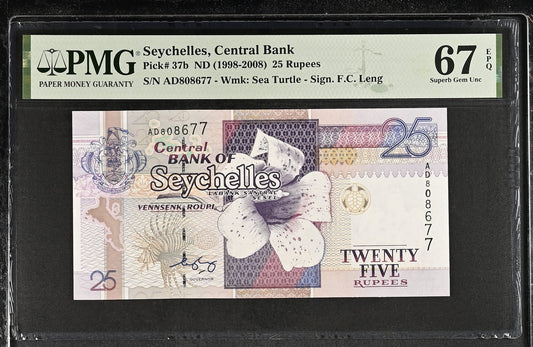 PMG
PAPER MONEY GUARANTY
Seychelles, Central Bank
Pick# 37b ND (1998-2008) 25 Rupees
S/N AD808677 - Wmk: Sea Turtle - Sign. F.C. Leng
67 EPQ
Superb Gem Unc
AD808677
Central
BANK OF
Seychelles
LABANK SANTRAL
SESEL
VENNSENK ROUPI
25
AD808677
GOVERNOR
25
TWENTY
FIVE
RUPEES